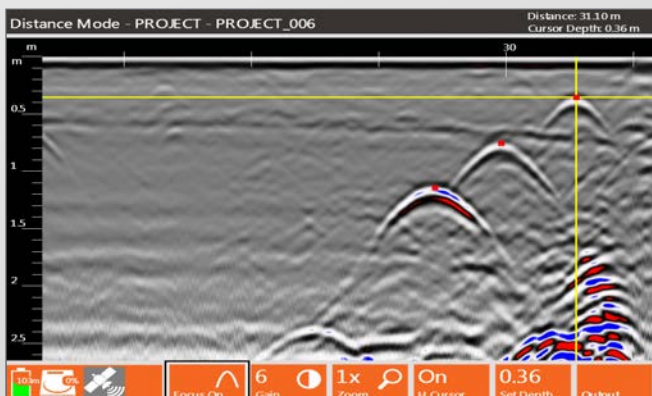 Distance Mode - PROJECT - PROJECT_006
Distance: 31.10 m
Cursor Depth: 0.36 m
m
30
m
0.5
1
1.5
2
2.5
0%
6
1x
On
0.36
Focus On
Gain
Zoom
H.Cursor
Set Depth
Output